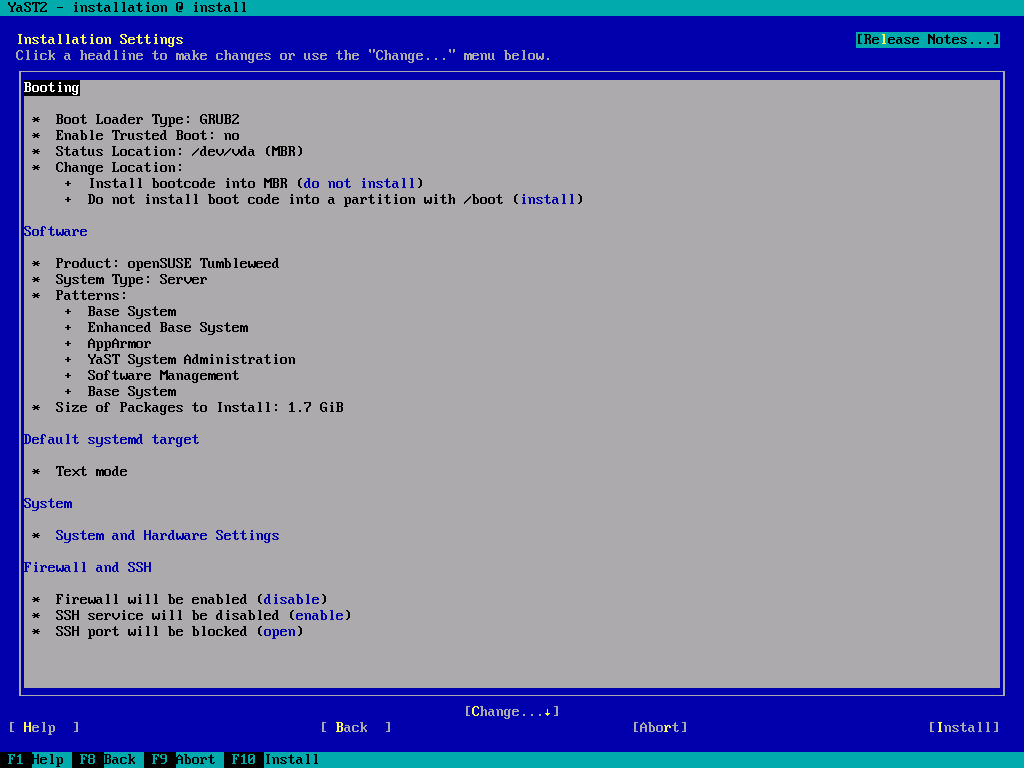 YaST2 - installation @ install
Installation Settings [Release Notes...]
Click a headline to make changes or use the "Change..." menu below.
Booting
* Boot Loader Type: GRUB2
* Enable Trusted Boot: no
* Status Location: /dev/vda (MBR)
* Change Location:
+ Install bootcode into MBR (do not install)
+ Do not install boot code into a partition with /boot (install)
Software
* Product: openSUSE Tumbleweed
* System Type: Server
* Patterns:
+ Base System
+ Enhanced Base System
+ AppArmor
+ YaST System Administration
+ Software Management
+ Base System
* Size of Packages to Install: 1.7 GiB
Default systemd target
* Text mode
System
* System and Hardware Settings
Firewall and SSH
* Firewall will be enabled (disable)
* SSH service will be disabled (enable)
* SSH port will be blocked (open)
[Change...↓]
[ Help ] [ Back ] [Abort] [Install]
F1 Help F8 Back F9 Abort F10 Install